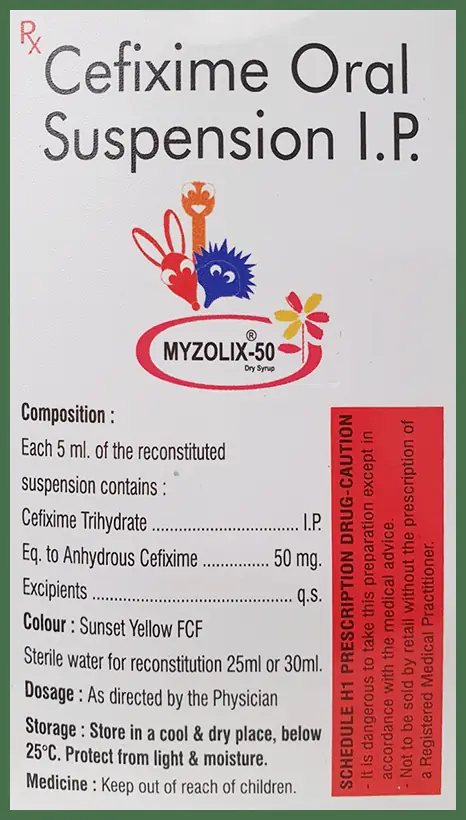 Rx
Cefixime Oral
Suspension I.P.
MYZOLIX-50®
Dry Syrup
Composition :
Each 5 ml. of the reconstituted
suspension contains :
Cefixime Trihydrate .................................. I.P.
Eq. to Anhydrous Cefixime ............... 50 mg.
Excipients ............................................. q.s.
Colour : Sunset Yellow FCF
Sterile water for reconstitution 25ml or 30ml.
Dosage : As directed by the Physician
Storage : Store in a cool & dry place, below
25°C. Protect from light & moisture.
Medicine : Keep out of reach of children.
SCHEDULE H1 PRESCRIPTION DRUG-CAUTION
- It is dangerous to take this preparation except in
accordance with the medical advice.
- Not to be sold by retail without the prescription of
a Registered Medical Practitioner.